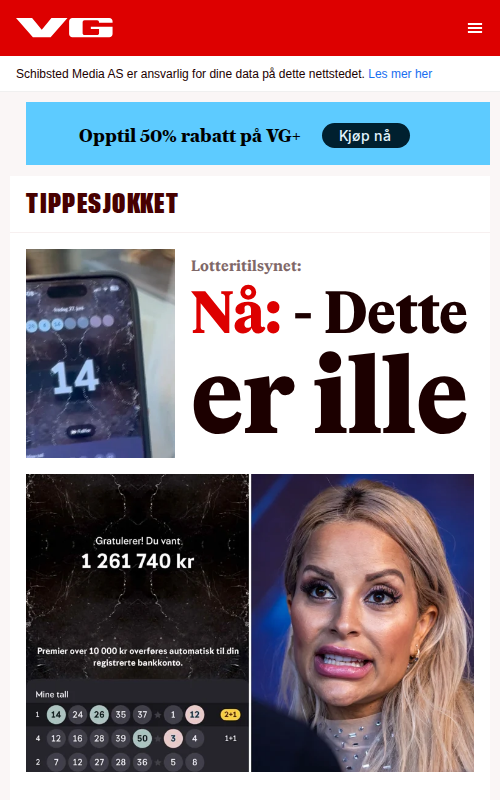 VG
Schibsted Media AS er ansvarlig for dine data på dette nettstedet. Les mer her
Opptil 50% rabatt på VG+ Kjøp nå
TIPPESJOKKET
Lotteritilsynet:
Nå: - Dette
er ille
14
Gratulerer! Du vant
1 261 740 kr
Premier over 10 000 kr overføres automatisk til din
registrerte bankkonto.
Mine tall
1 14 24 26 35 37 1 12 2+1
4 12 16 28 39 50 3 4 1+1
2 7 12 27 28 36 5 8